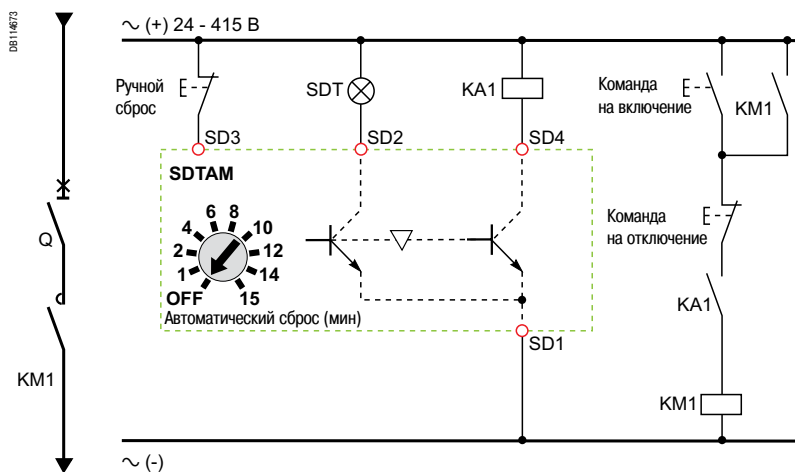 DB114673
∼ (+) 24 - 415 В
Ручной
сброс
SDT
KA1
Команда
на включение
KM1
SD3
SD2
SD4
SDTAM
Q
6
8
4
10
2
12
1
14
OFF
15
Автоматический сброс (мин)
Команда
на отключение
KA1
SD1
KM1
KM1
∼ (-)